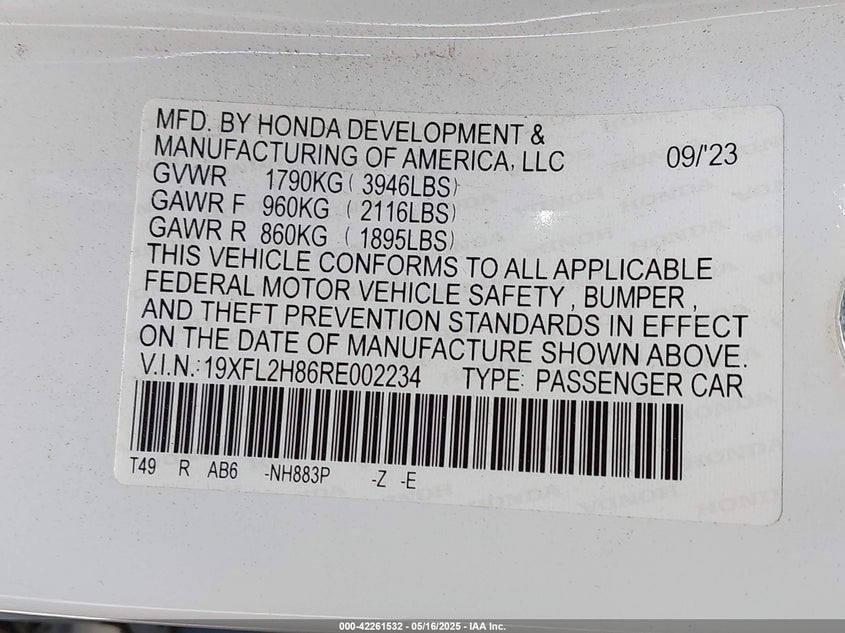 MFD. BY HONDA DEVELOPMENT &
MANUFACTURING OF AMERICA, LLC 09/'23
GVWR 1790KG ( 3946LBS)
GAWR F 960KG ( 2116LBS)
GAWR R 860KG ( 1895LBS)
THIS VEHICLE CONFORMS TO ALL APPLICABLE
FEDERAL MOTOR VEHICLE SAFETY , BUMPER ,
AND THEFT PREVENTION STANDARDS IN EFFECT
ON THE DATE OF MANUFACTURE SHOWN ABOVE.
V.I.N.:19XFL2H86RE002234 TYPE: PASSENGER CAR
T49 R AB6 -NH883P -Z -E
000-42261532 - 05/16/2025 - IAA Inc.